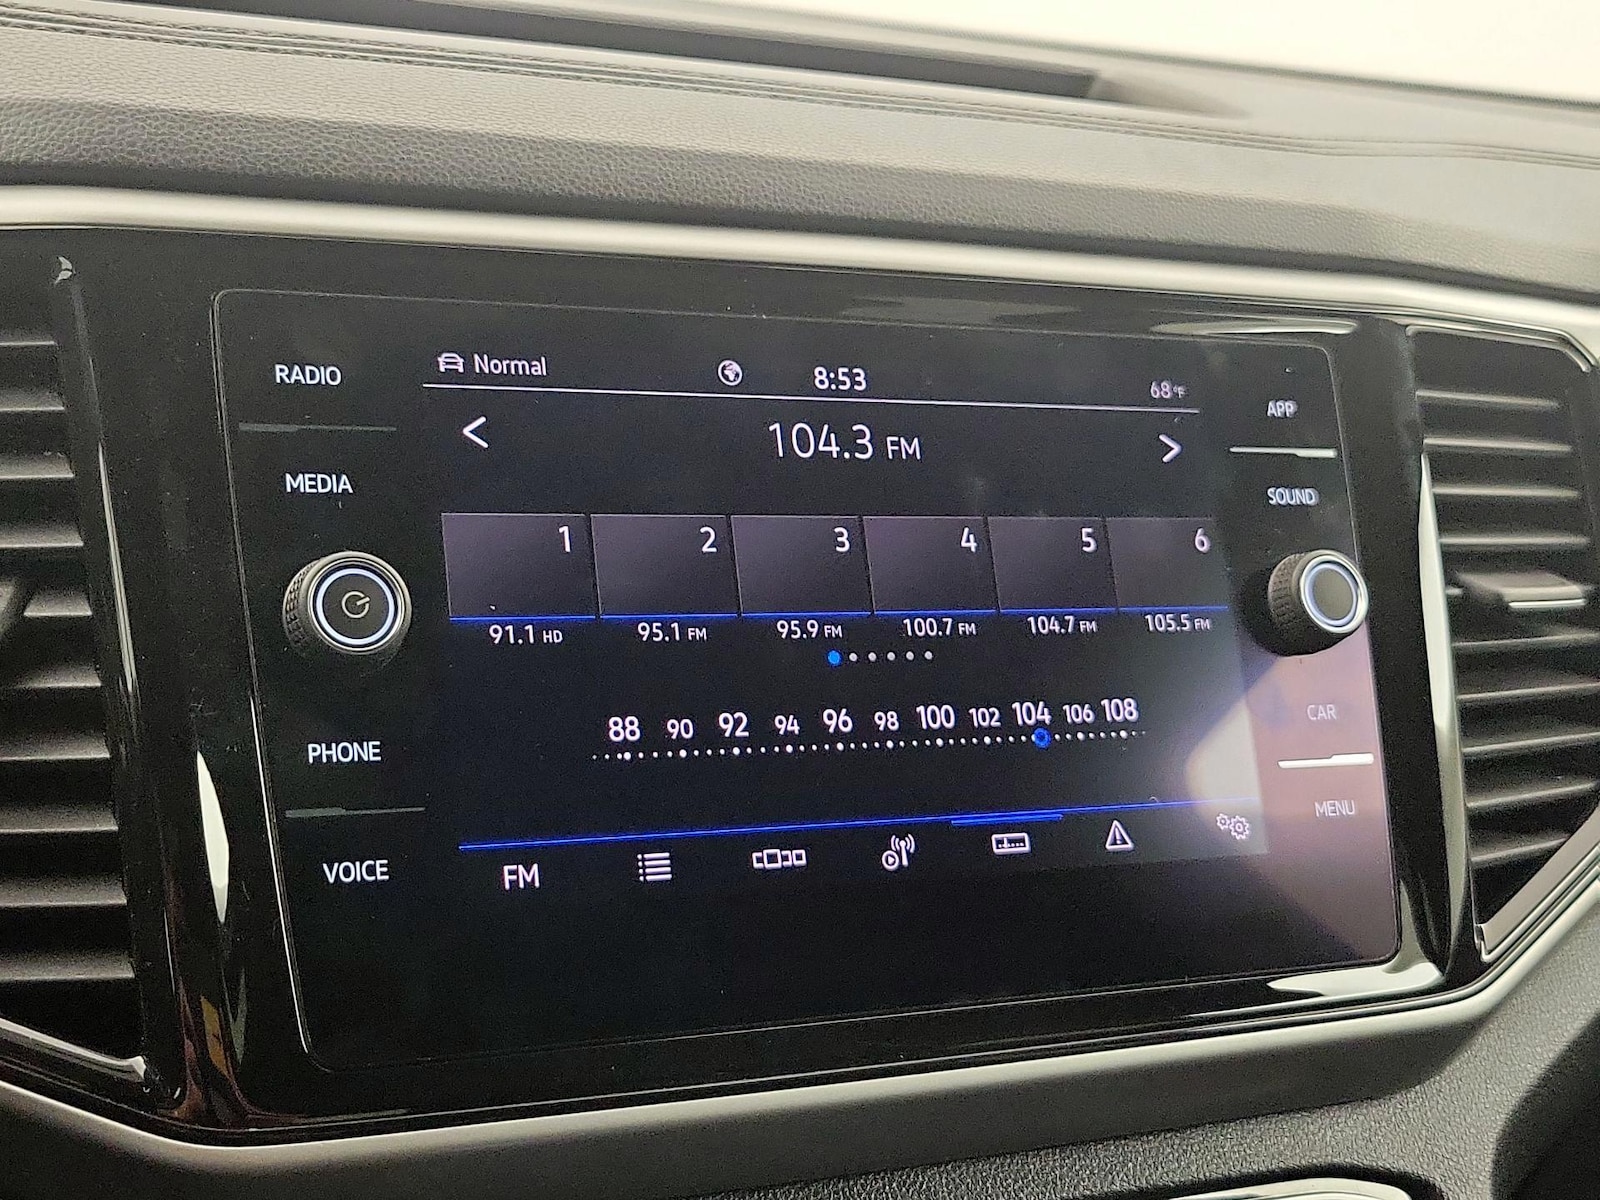 RADIO
MEDIA
PHONE
VOICE
Normal
8:53
68°F
104.3 FM
1 2 3 4 5 6
91.1 HD 95.1 FM 95.9 FM 100.7 FM 104.7 FM 105.5 FM
88 90 92 94 96 98 100 102 104 106 108
FM
APP
SOUND
CAR
MENU